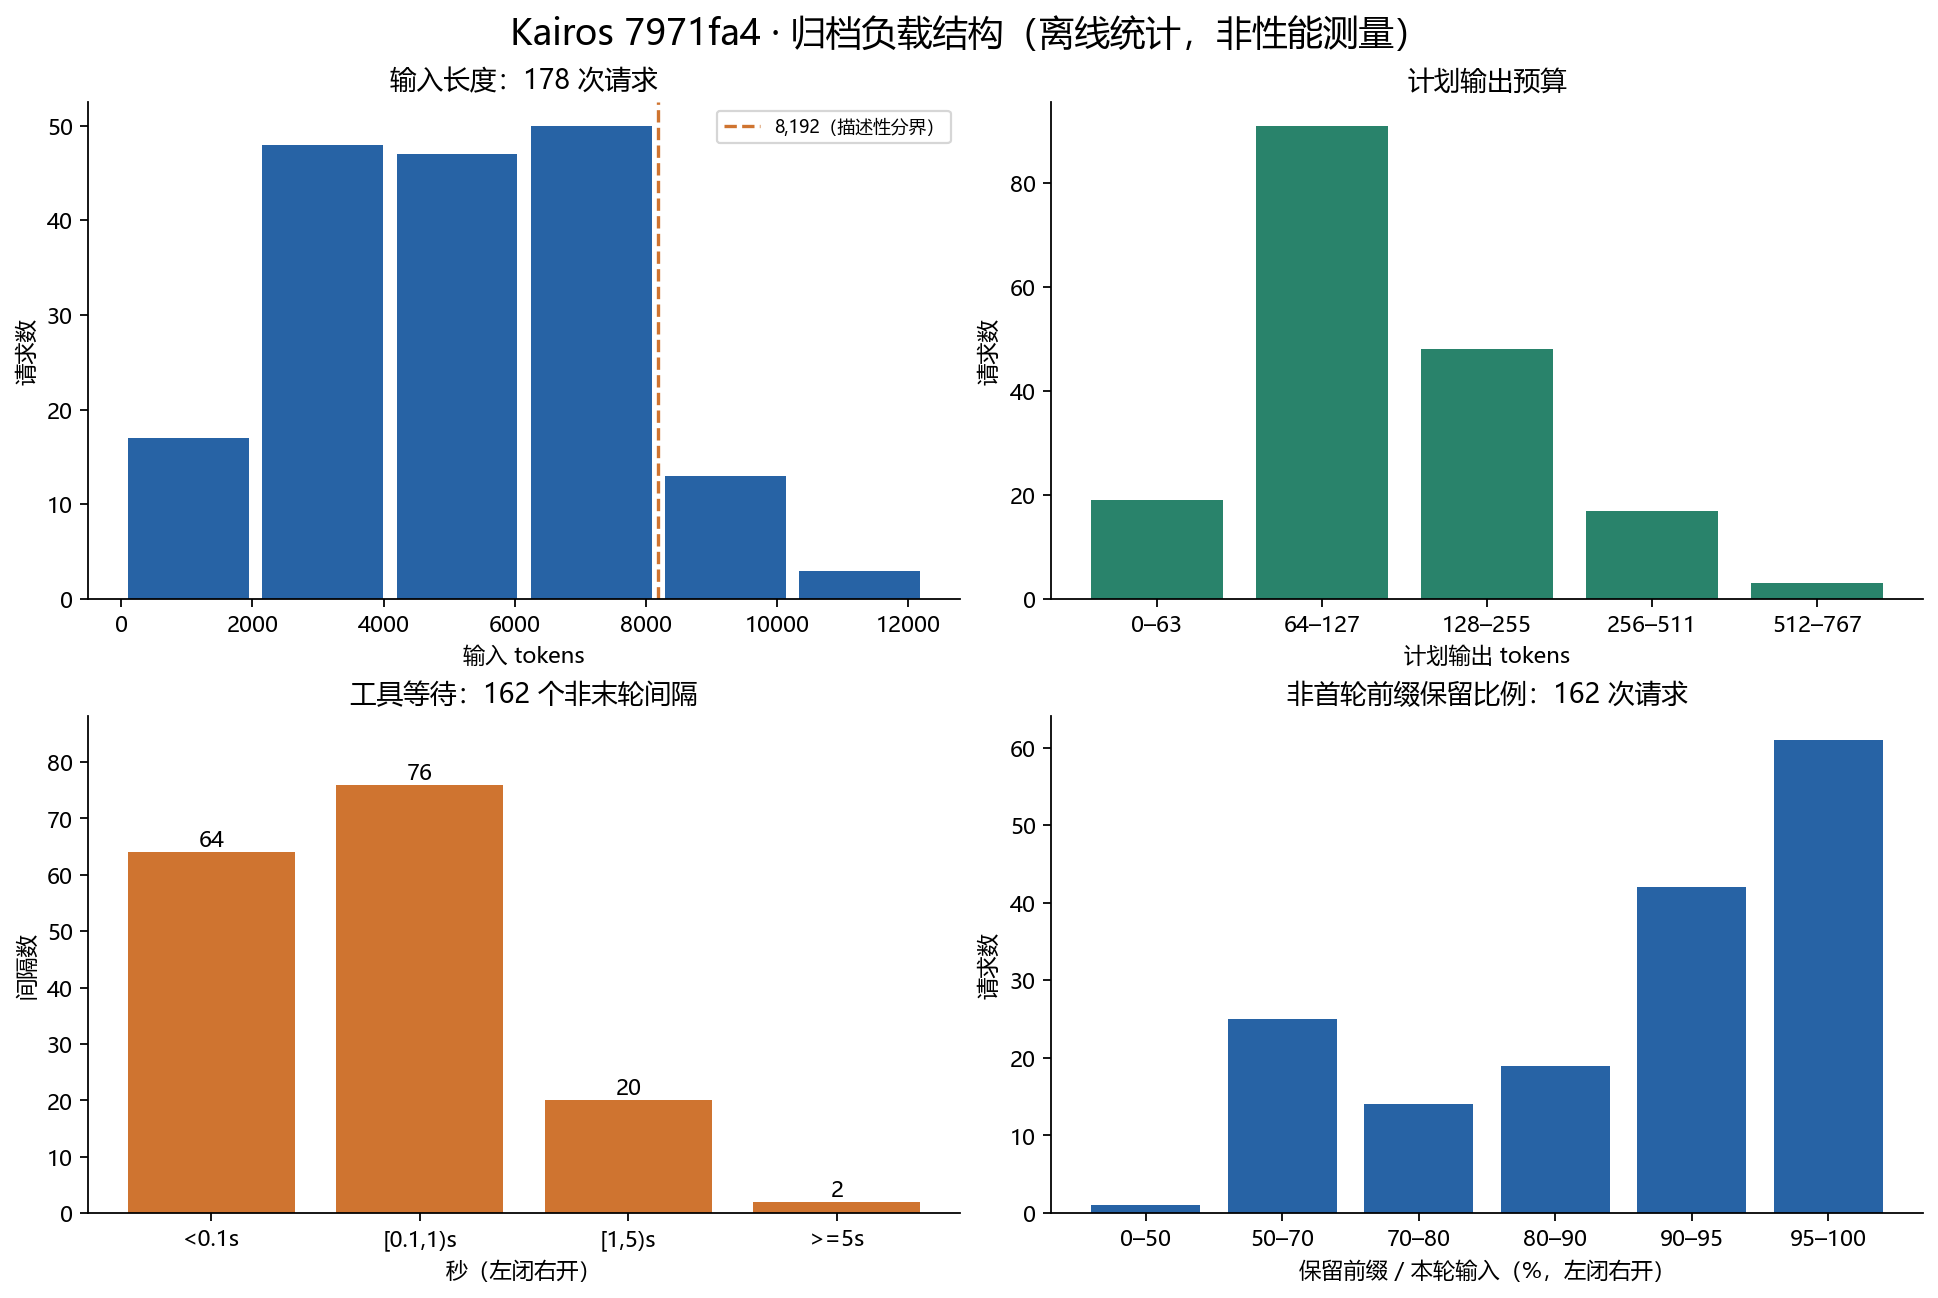 Kairos 7971fa4 · 归档负载结构（离线统计，非性能测量）
输入长度：178 次请求
50
40
30
20
10
0
请求数
8,192（描述性分界）
0
2000
4000
6000
8000
10000
12000
输入 tokens
计划输出预算
80
60
40
20
0
请求数
0–63
64–127
128–255
256–511
512–767
计划输出 tokens
工具等待：162 个非末轮间隔
80
70
60
50
40
30
20
10
0
间隔数
64
76
20
2
<0.1s
[0.1,1)s
[1,5)s
>=5s
秒（左闭右开）
非首轮前缀保留比例：162 次请求
60
50
40
30
20
10
0
请求数
0–50
50–70
70–80
80–90
90–95
95–100
保留前缀 / 本轮输入（%，左闭右开）